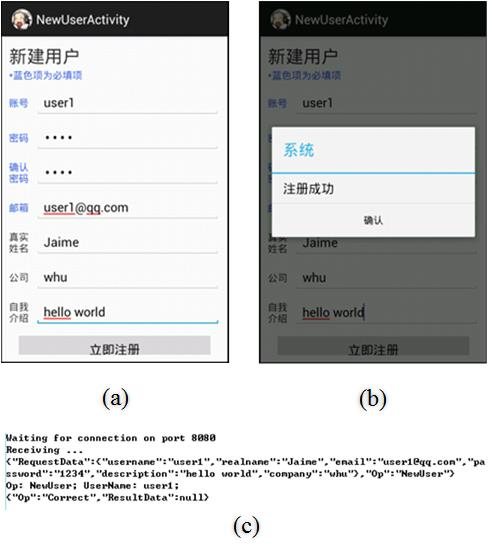 NewUserActivity
新建用户
*蓝色项为必填项
账号 user1
密码 ••••
确认
密码 ••••
邮箱 user1@qq.com
真实
姓名 Jaime
公司 whu
自我
介绍 hello world
立即注册
(a)
NewUserActivity
新建用户
*蓝色项为必填项
账号 user1
系统
注册成功
确认
姓名 Jaime
公司 whu
自我
介绍 hello world
立即注册
(b)
Waiting for connection on port 8080
Receiving ...
{"RequestData":{"username":"user1","realname":"Jaime","email":"user1@qq.com","pa
ssword":"1234","description":"hello world","company":"whu"},"Op":"NewUser"}
Op: NewUser; UserName: user1;
{"Op":"Correct","ResultData":null}
(c)